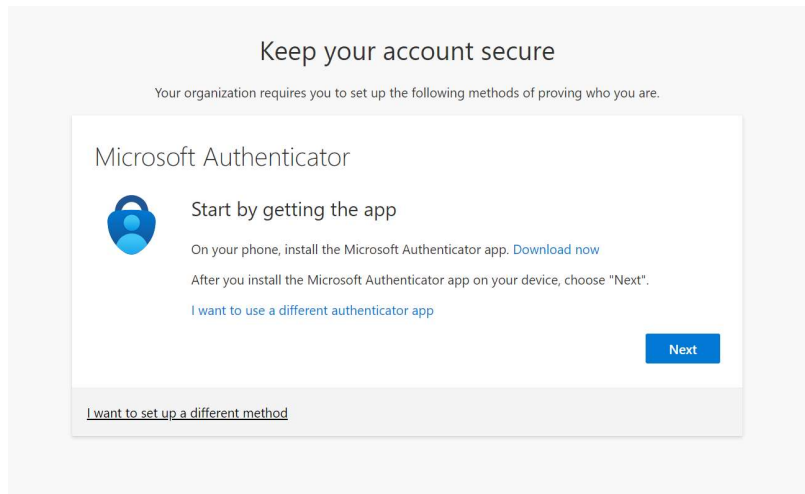 Keep your account secure
Your organization requires you to set up the following methods of proving who you are.
Microsoft Authenticator
Start by getting the app
On your phone, install the Microsoft Authenticator app. Download now
After you install the Microsoft Authenticator app on your device, choose "Next".
I want to use a different authenticator app
Next
I want to set up a different method